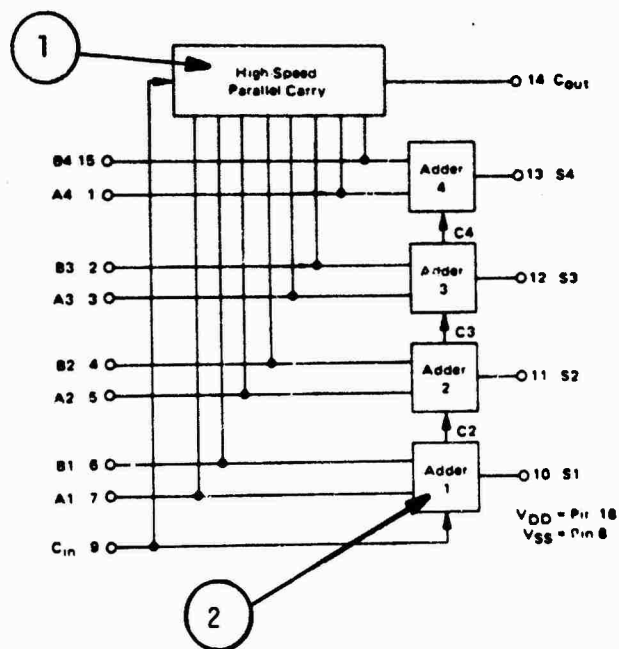 1
High Speed
Parallel Carry
14 Cout
B4 15
Adder
4
13 S4
A4 1
C4
B3 2
Adder
3
12 S3
A3 3
C3
B2 4
Adder
2
11 S2
A2 5
C2
B1 6
Adder
1
10 S1
A1 7
VDD = Pin 16
VSS = Pin 8
Cin 9
2